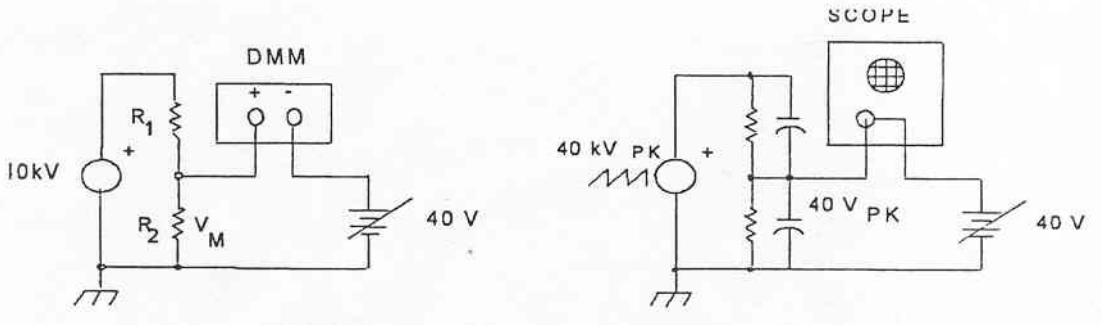 DMM
+ -
R1
+
10kV
R2
VM
40 V
SCOPE
40 kV PK
+
40 V PK
40 V